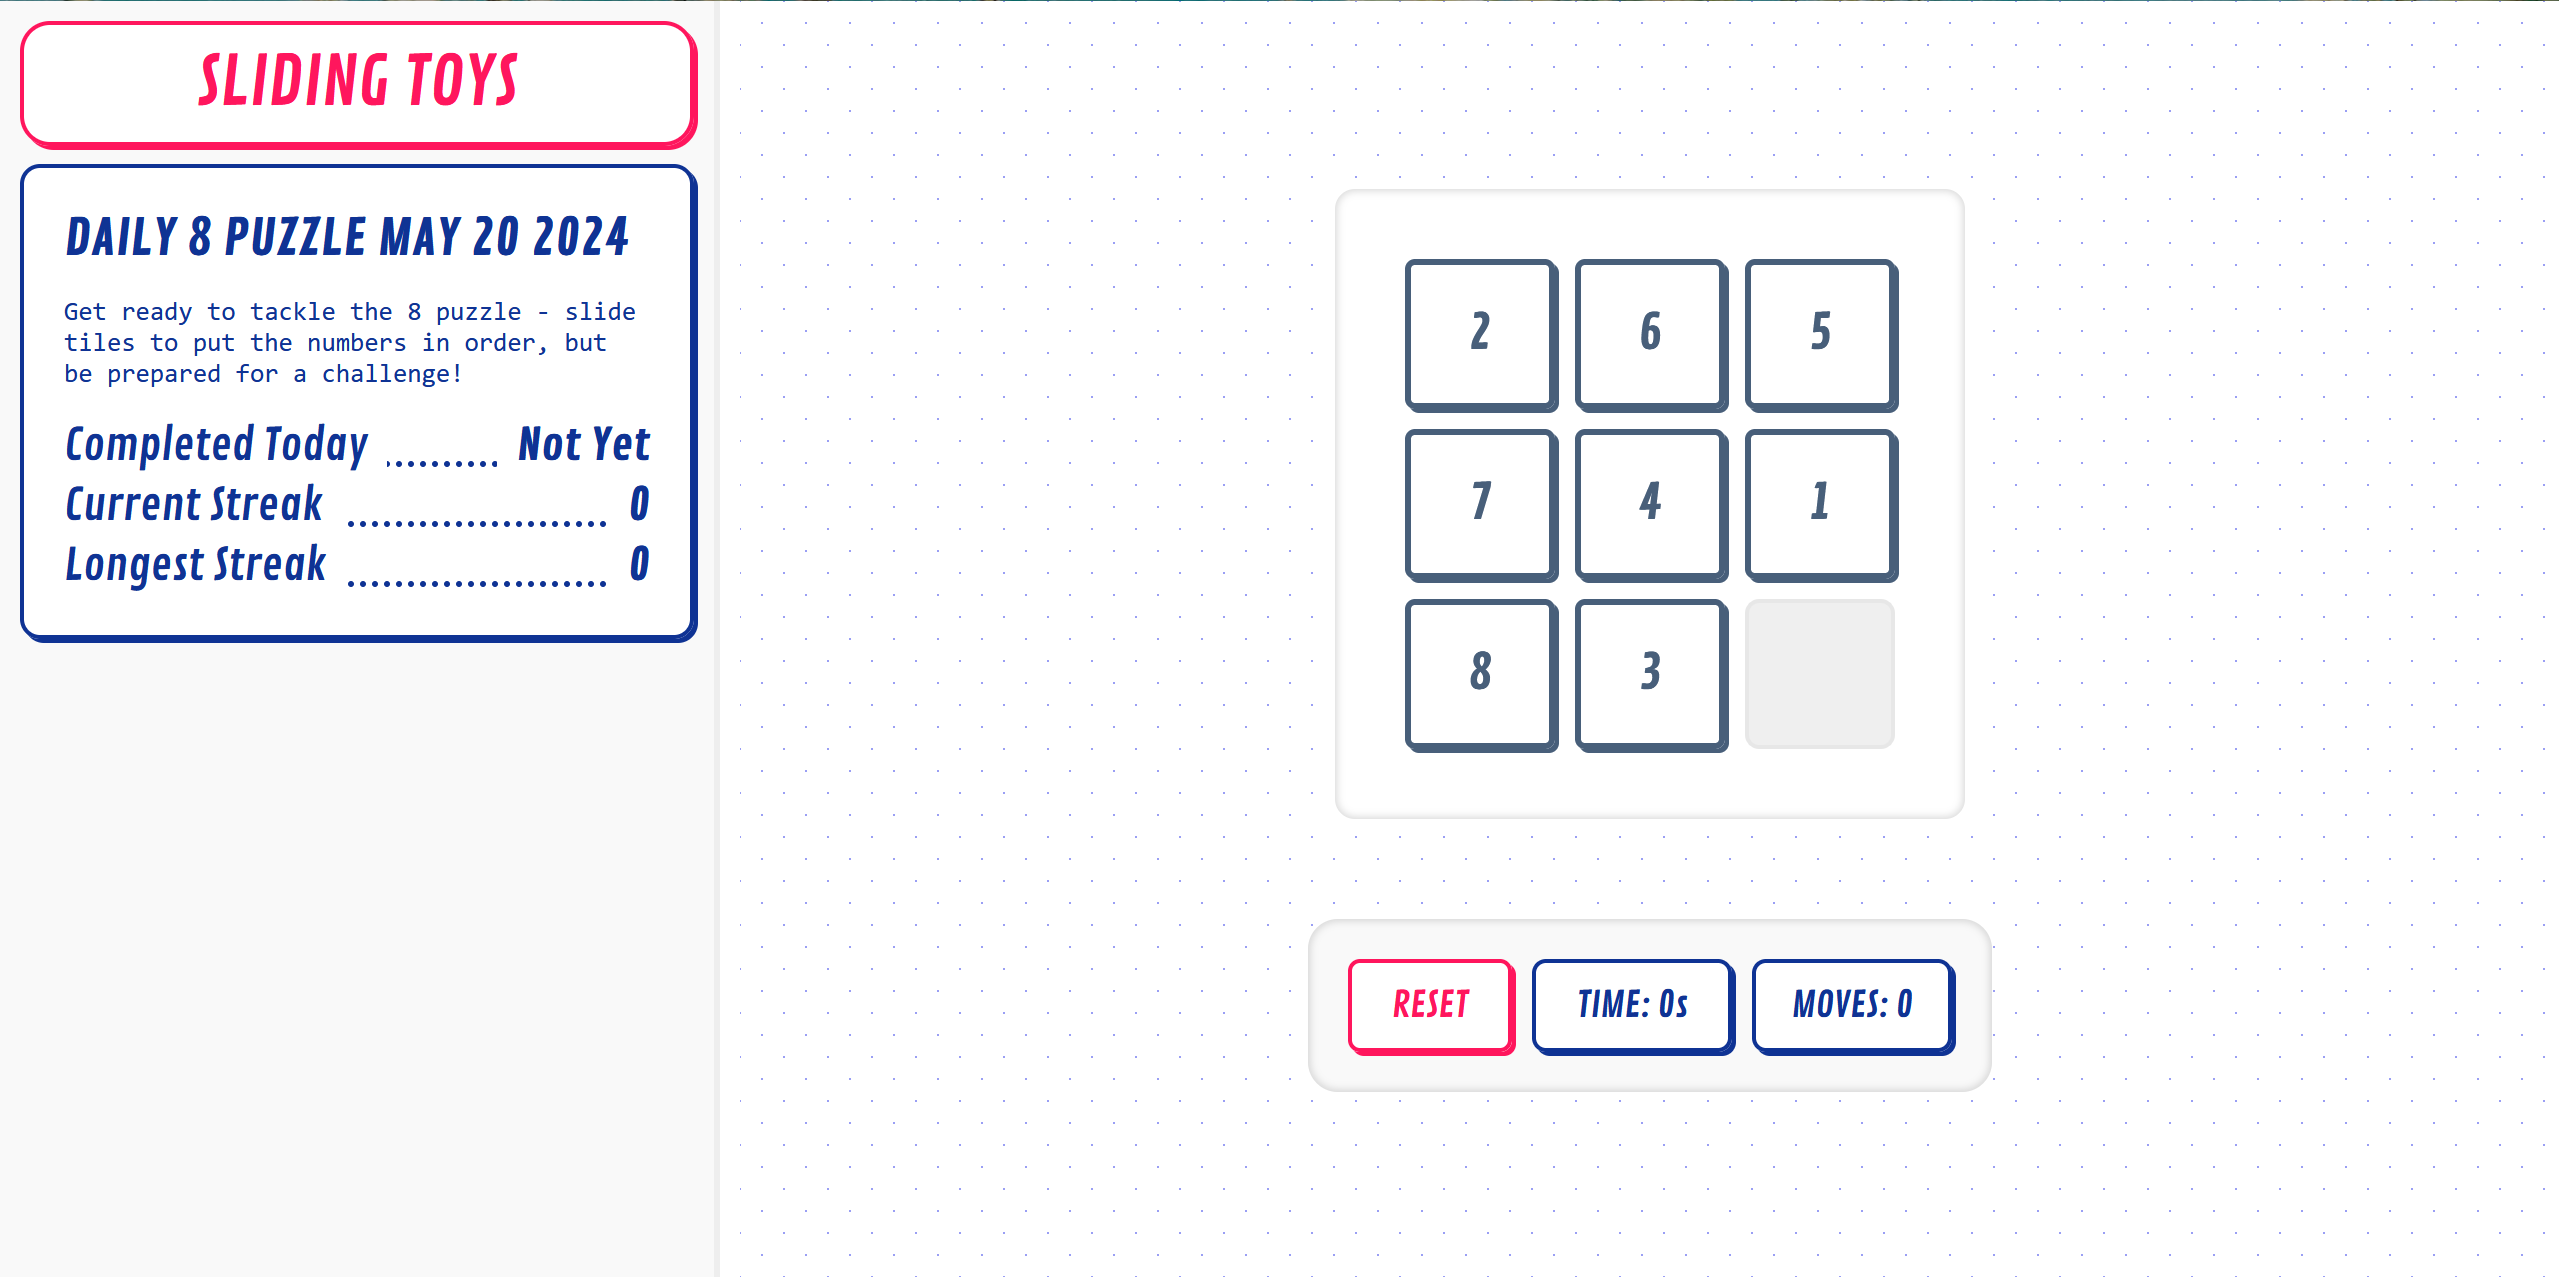 SLIDING TOYS
DAILY 8 PUZZLE MAY 20 2024
Get ready to tackle the 8 puzzle - slide
tiles to put the numbers in order, but
be prepared for a challenge!
Completed Today .......... Not Yet
Current Streak ...................... 0
Longest Streak ...................... 0
2 6 5
7 4 1
8 3
RESET TIME: 0s MOVES: 0